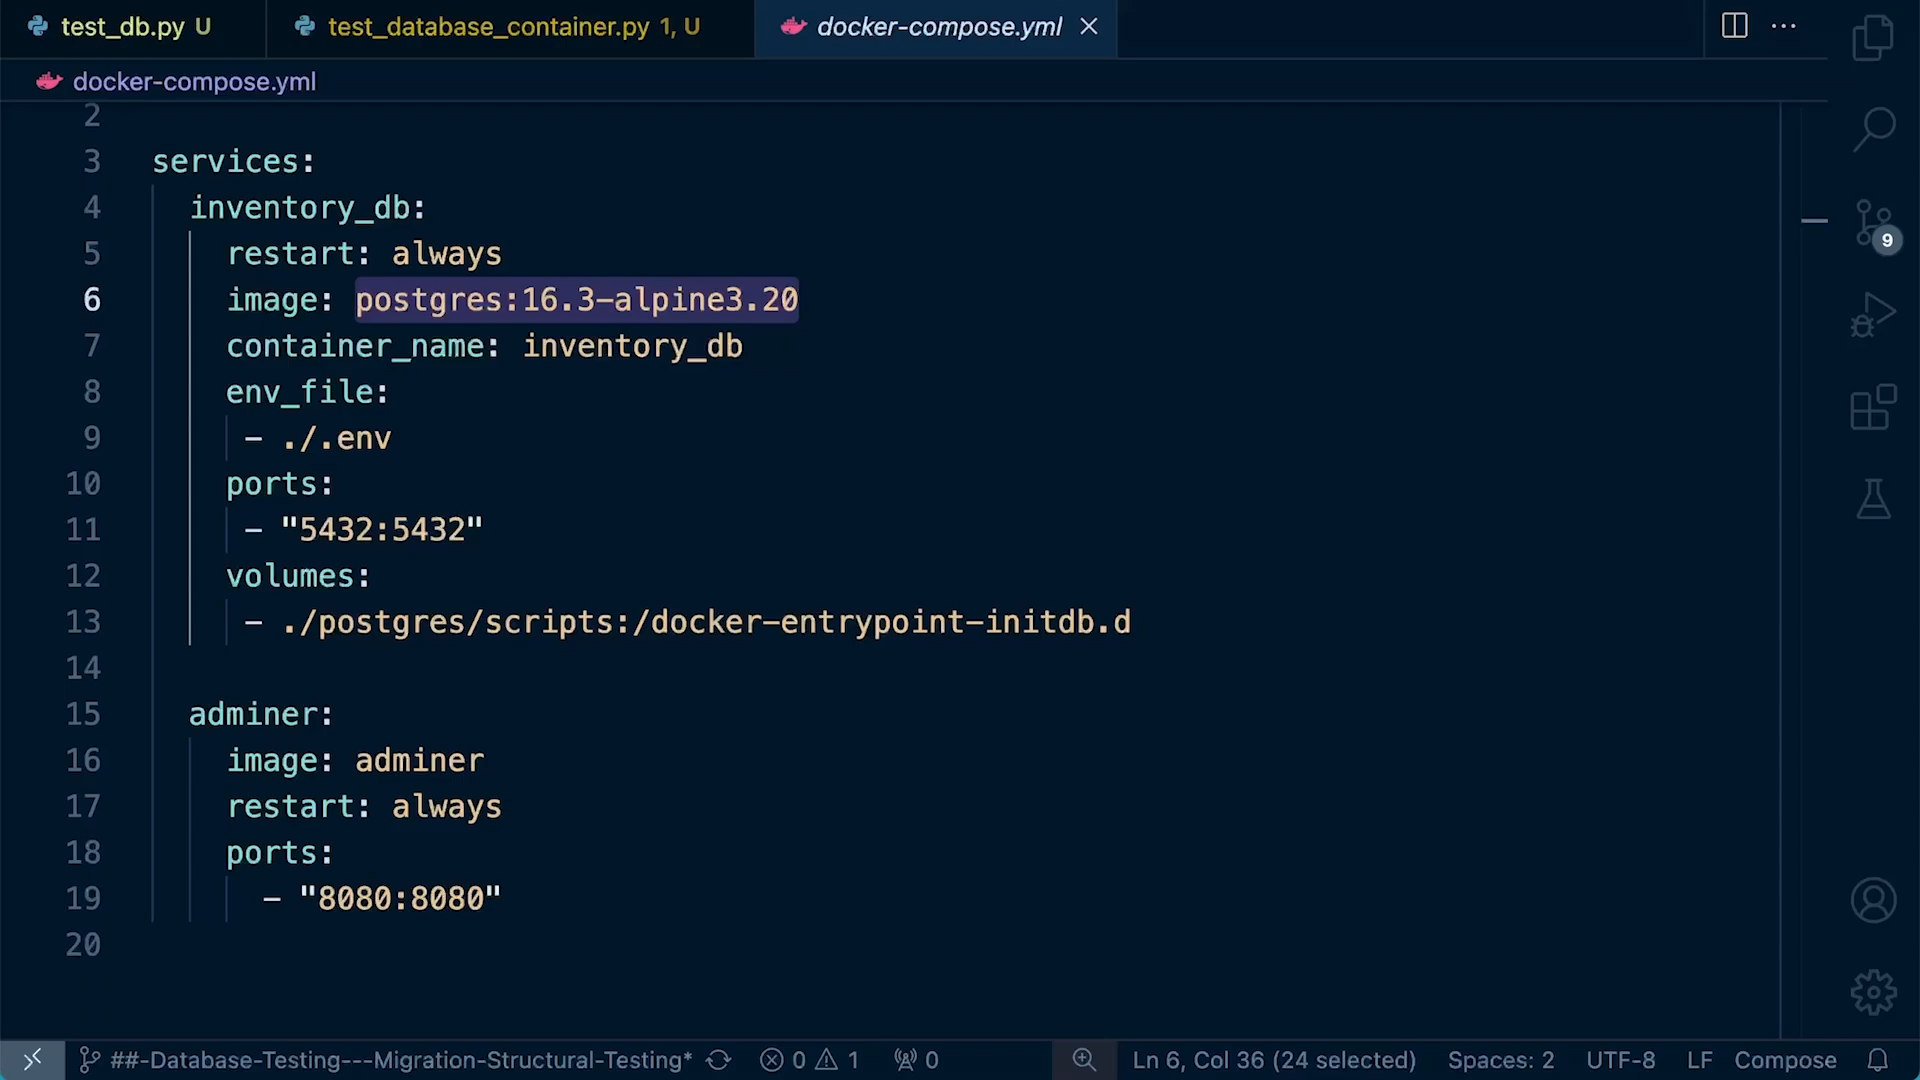 test_db.py U
test_database_container.py 1, U
docker-compose.yml
docker-compose.yml
2
3 services:
4 inventory_db:
5 restart: always
6 image: postgres:16.3-alpine3.20
7 container_name: inventory_db
8 env_file:
9 - ./.env
10 ports:
11 - "5432:5432"
12 volumes:
13 - ./postgres/scripts:/docker-entrypoint-initdb.d
14
15 adminer:
16 image: adminer
17 restart: always
18 ports:
19 - "8080:8080"
20
9
##-Database-Testing---Migration-Structural-Testing* 0 1 0 Ln 6, Col 36 (24 selected) Spaces: 2 UTF-8 LF Compose